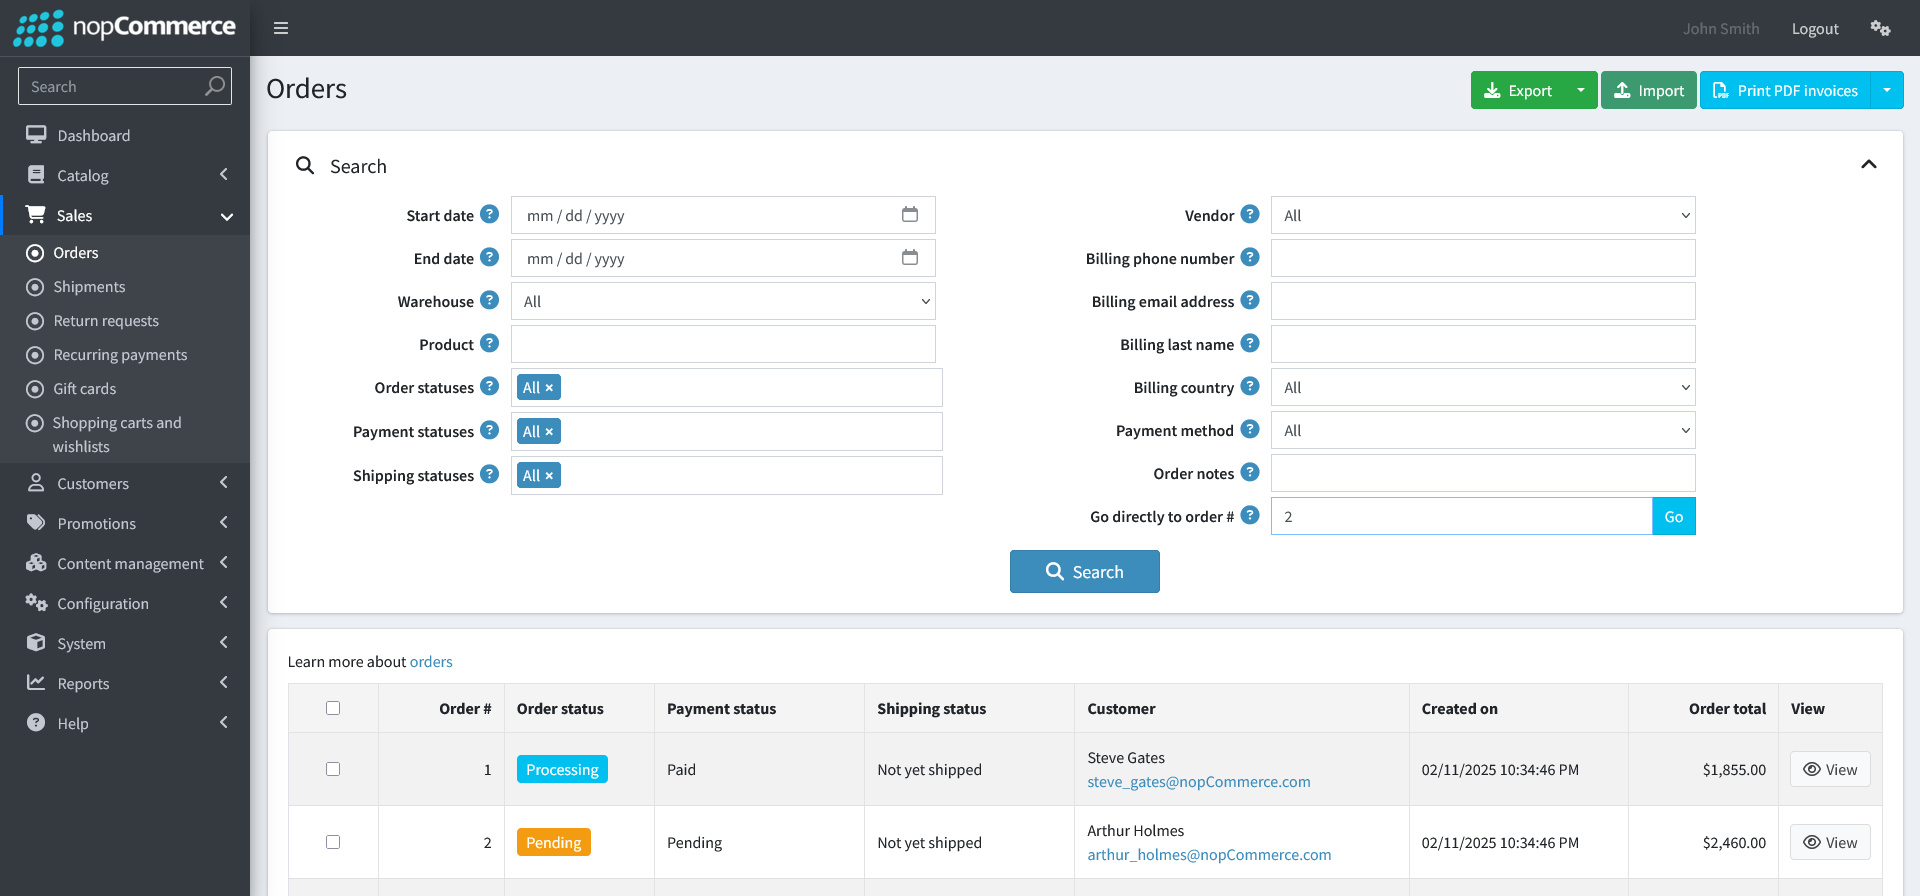 nopCommerce
John Smith
Logout
Search
Dashboard
Catalog
Sales
Orders
Shipments
Return requests
Recurring payments
Gift cards
Shopping carts and
wishlists
Customers
Promotions
Content management
Configuration
System
Reports
Help
Orders
Export
Import
PDF
Print PDF invoices
Search
Start date ? mm / dd / yyyy
End date ? mm / dd / yyyy
Warehouse ? All
Product ?
Order statuses ? All ×
Payment statuses ? All ×
Shipping statuses ? All ×
Vendor ? All
Billing phone number ?
Billing email address ?
Billing last name ?
Billing country ? All
Payment method ? All
Order notes ?
Go directly to order # ? 2 Go
Search
Learn more about orders
Order # Order status Payment status Shipping status Customer Created on Order total View
1 Processing Paid Not yet shipped Steve Gates 02/11/2025 10:34:46 PM $1,855.00 View
steve_gates@nopCommerce.com
2 Pending Pending Not yet shipped Arthur Holmes 02/11/2025 10:34:46 PM $2,460.00 View
arthur_holmes@nopCommerce.com